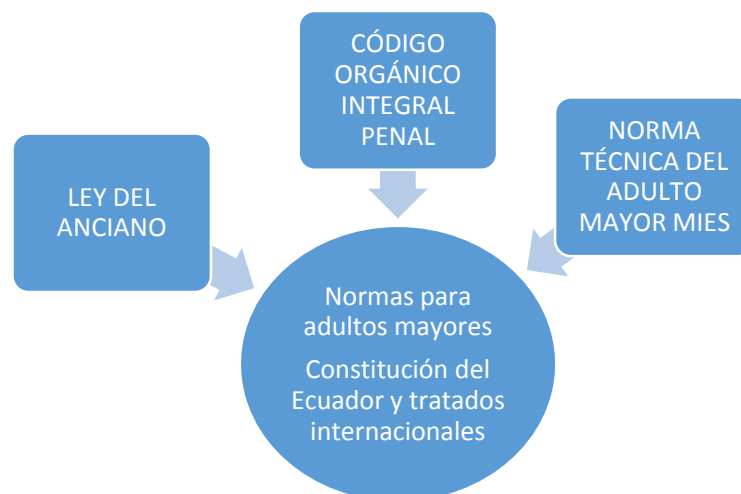 CÓDIGO
ORGÁNICO
INTEGRAL
PENAL
LEY DEL
ANCIANO
NORMA
TÉCNICA DEL
ADULTO
MAYOR MIES
Normas para
adultos mayores
Constitución del
Ecuador y tratados
internacionales